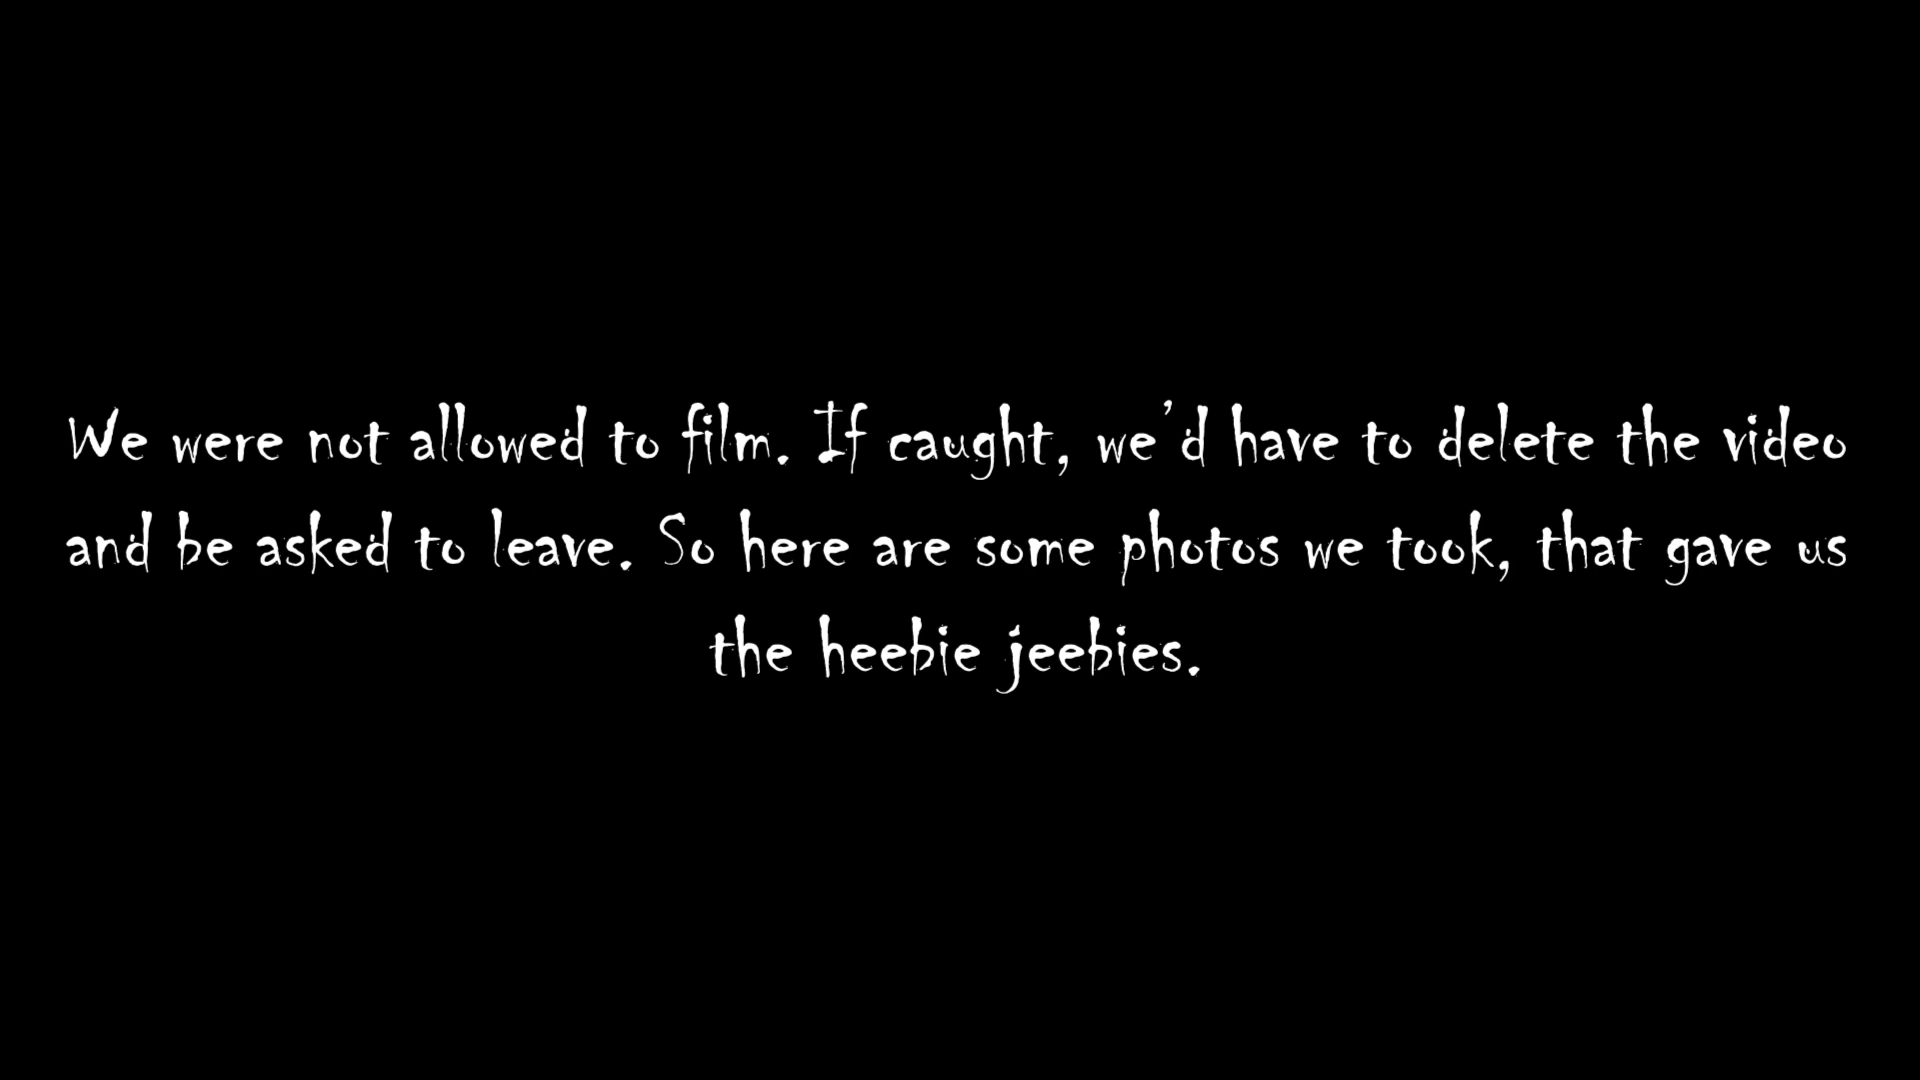 We were not allowed to film. If caught, we'd have to delete the video
and be asked to leave. So here are some photos we took, that gave us
the heebie jeebies.